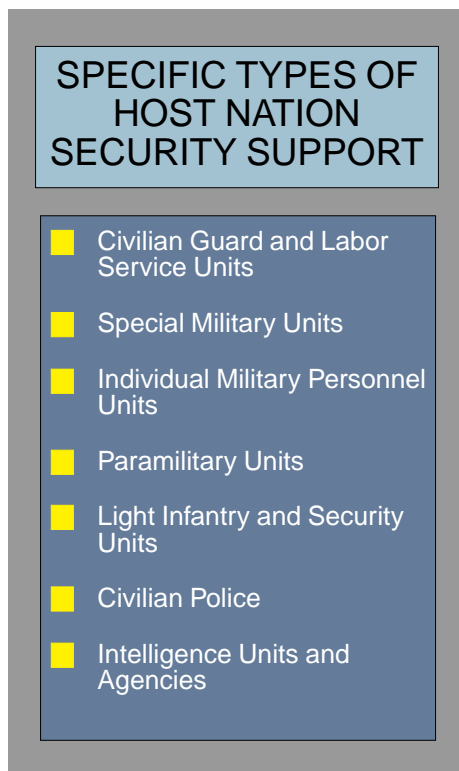 SPECIFIC TYPES OF
HOST NATION
SECURITY SUPPORT
Civilian Guard and Labor
Service Units
Special Military Units
Individual Military Personnel
Units
Paramilitary Units
Light Infantry and Security
Units
Civilian Police
Intelligence Units and
Agencies